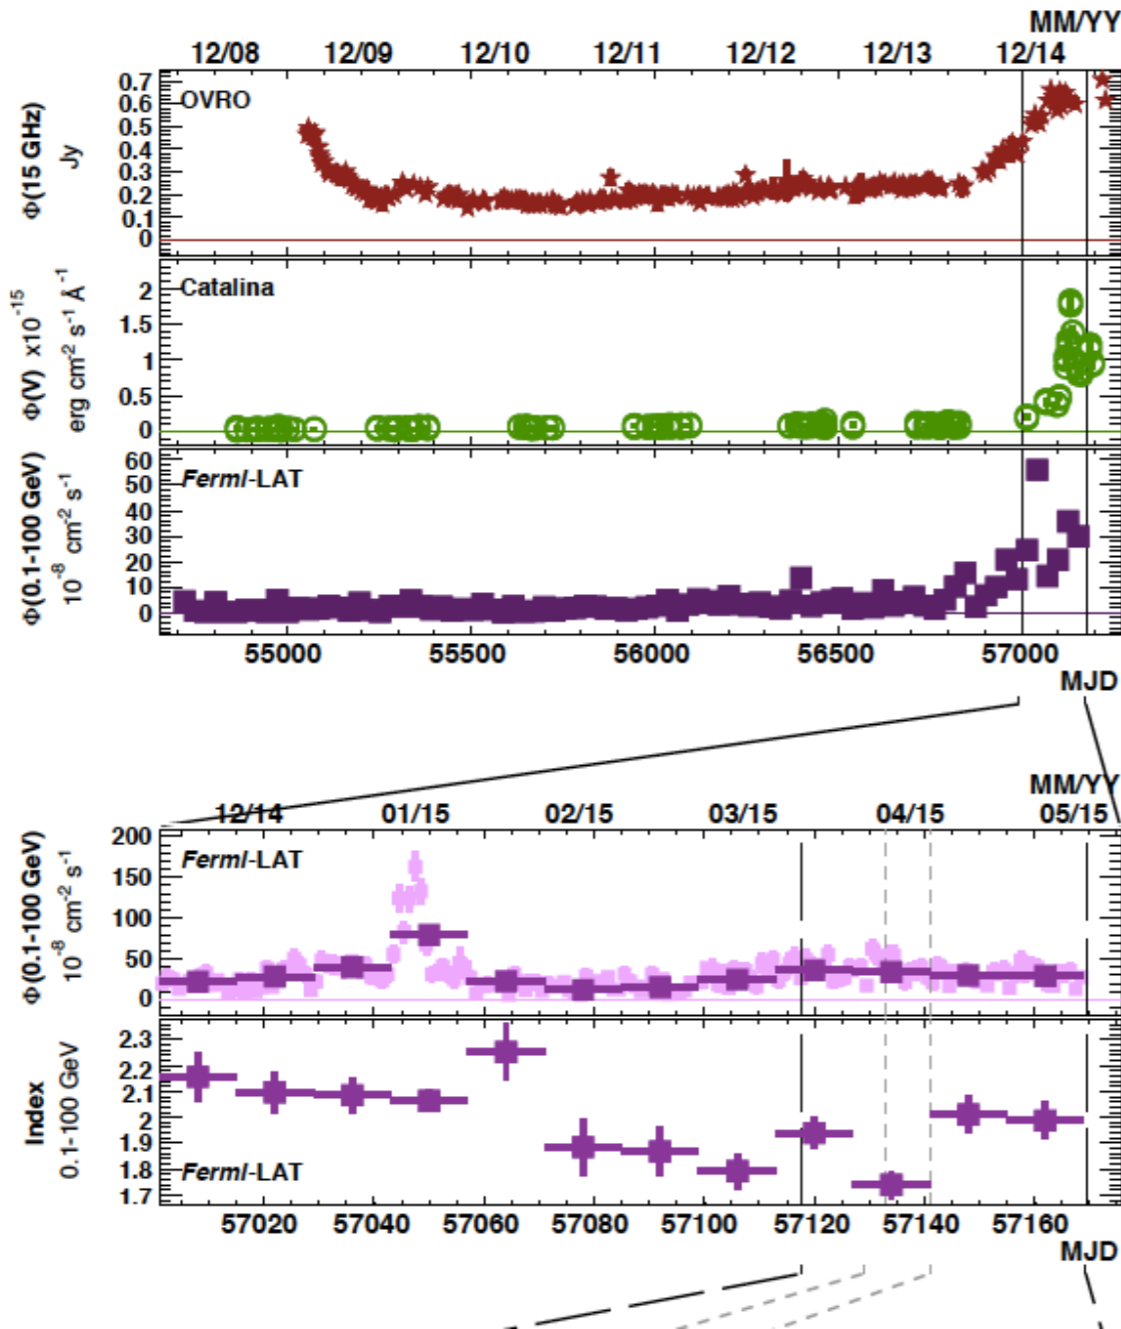 MM/YY
12/08 12/09 12/10 12/11 12/12 12/13 12/14
Φ(15 GHz)
Jy
OVRO
0.7
0.6
0.5
0.4
0.3
0.2
0.1
0
Φ(V) x10⁻¹⁵
erg cm⁻² s⁻¹ Å⁻¹
Catalina
2
1.5
1
0.5
0
Φ(0.1-100 GeV)
10⁻⁸ cm⁻² s⁻¹
FermI-LAT
60
50
40
30
20
10
0
55000 55500 56000 56500 57000
MJD
MM/YY
12/14 01/15 02/15 03/15 04/15 05/15
Φ(0.1-100 GeV)
10⁻⁸ cm⁻² s⁻¹
FermI-LAT
200
150
100
50
0
Index
0.1-100 GeV
2.3
2.2
2.1
2
1.9
1.8
1.7
FermI-LAT
57020 57040 57060 57080 57100 57120 57140 57160
MJD